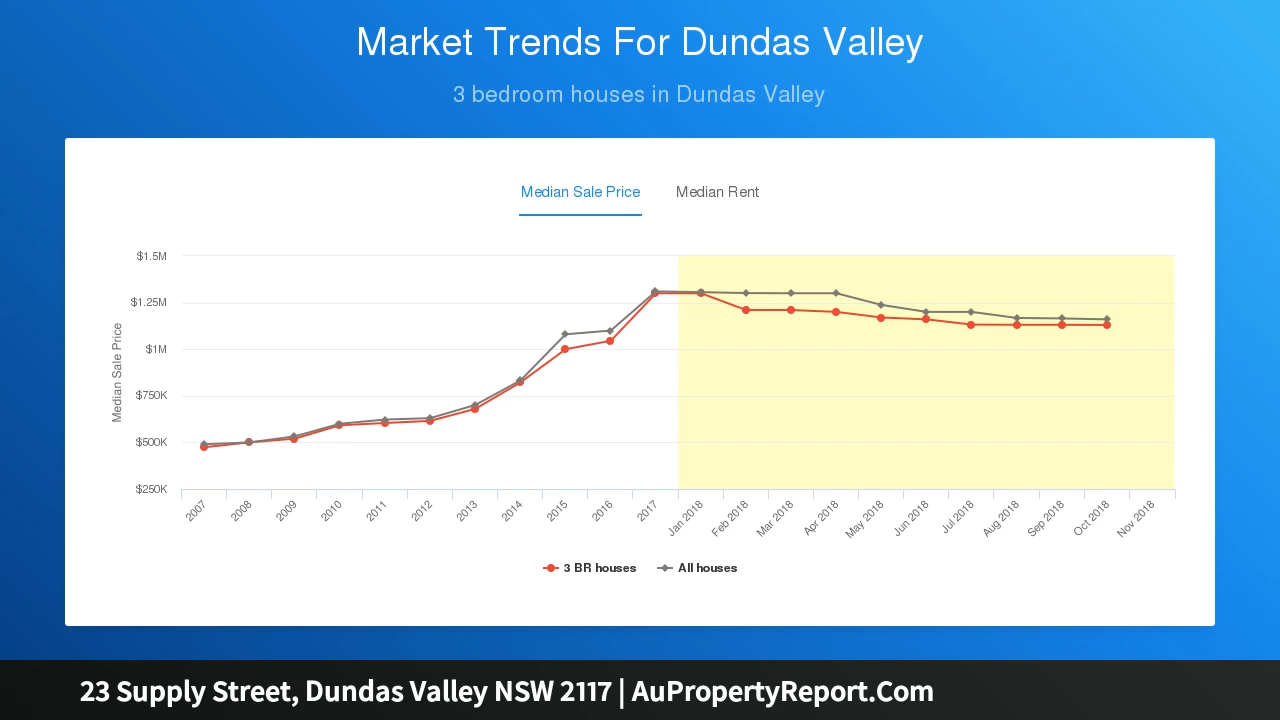 Market Trends For Dundas Valley
3 bedroom houses in Dundas Valley
Median Sale Price
Median Rent
Median Sale Price
$1.5M
$1.25M
$1M
$750K
$500K
$250K
2007
2008
2009
2010
2011
2012
2013
2014
2015
2016
2017
Jan 2018
Feb 2018
Mar 2018
Apr 2018
May 2018
Jun 2018
Jul 2018
Aug 2018
Sep 2018
Oct 2018
Nov 2018
3 BR houses
All houses
23 Supply Street, Dundas Valley NSW 2117 | AuPropertyReport.Com